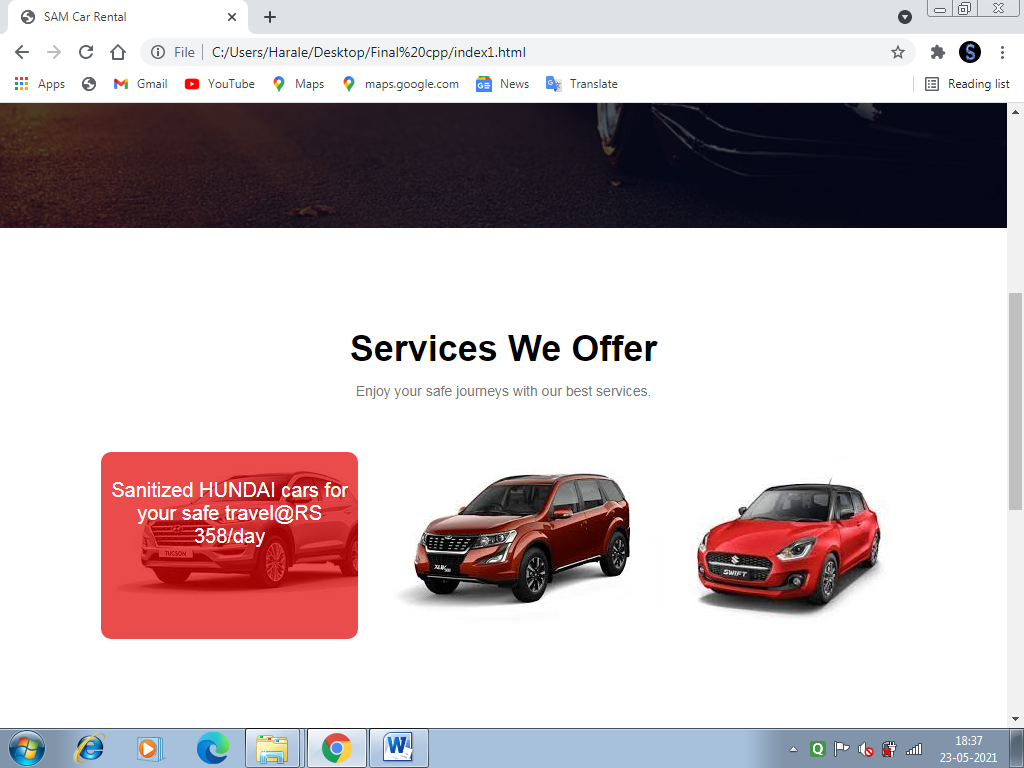 SAM Car Rental
File C:/Users/Harale/Desktop/Final%20cpp/index1.html
S
Apps Gmail YouTube Maps maps.google.com News Translate Reading list
Services We Offer
Enjoy your safe journeys with our best services.
Sanitized HUNDAI cars for
your safe travel@RS
358/day
TUCSON
SWIFT
18:37
23-05-2021